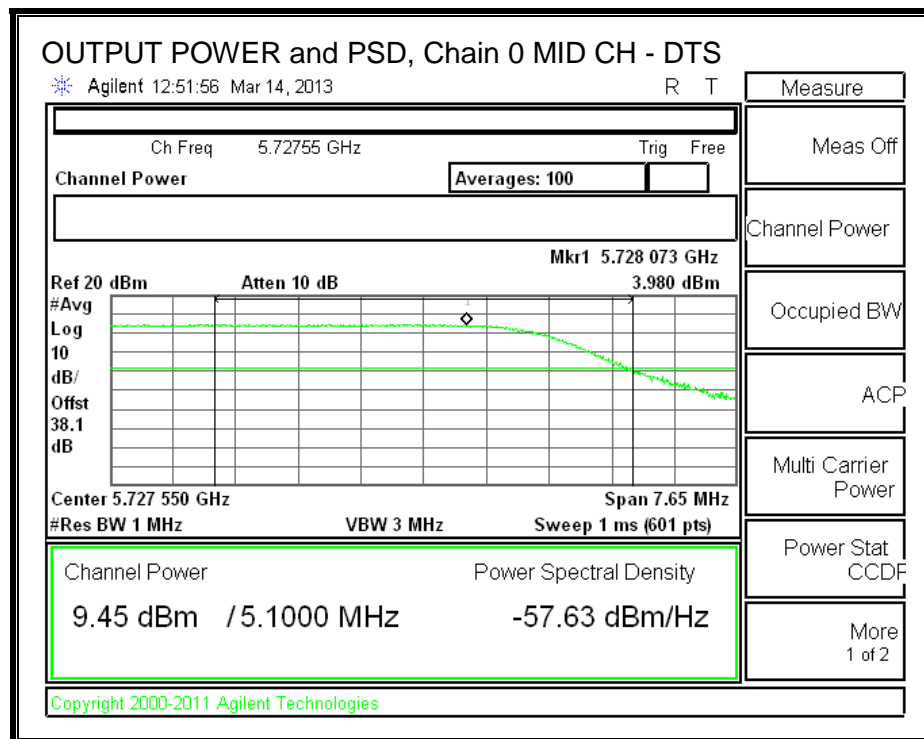 OUTPUT POWER and PSD, Chain 0 MID CH - DTS
Agilent 12:51:56 Mar 14, 2013 R T
Measure
Ch Freq 5.72755 GHz Trig Free
Meas Off
Channel Power Averages: 100
Channel Power
Mkr1 5.728 073 GHz
Ref 20 dBm Atten 10 dB 3.980 dBm
#Avg
Log
10
dB/
Offst
38.1
dB
1
Occupied BW
ACP
Multi Carrier
Power
Center 5.727 550 GHz Span 7.65 MHz
#Res BW 1 MHz VBW 3 MHz Sweep 1 ms (601 pts)
Power Stat
CCDF
Channel Power Power Spectral Density
9.45 dBm /5.1000 MHz -57.63 dBm/Hz
More
1 of 2
Copyright 2000-2011 Agilent Technologies